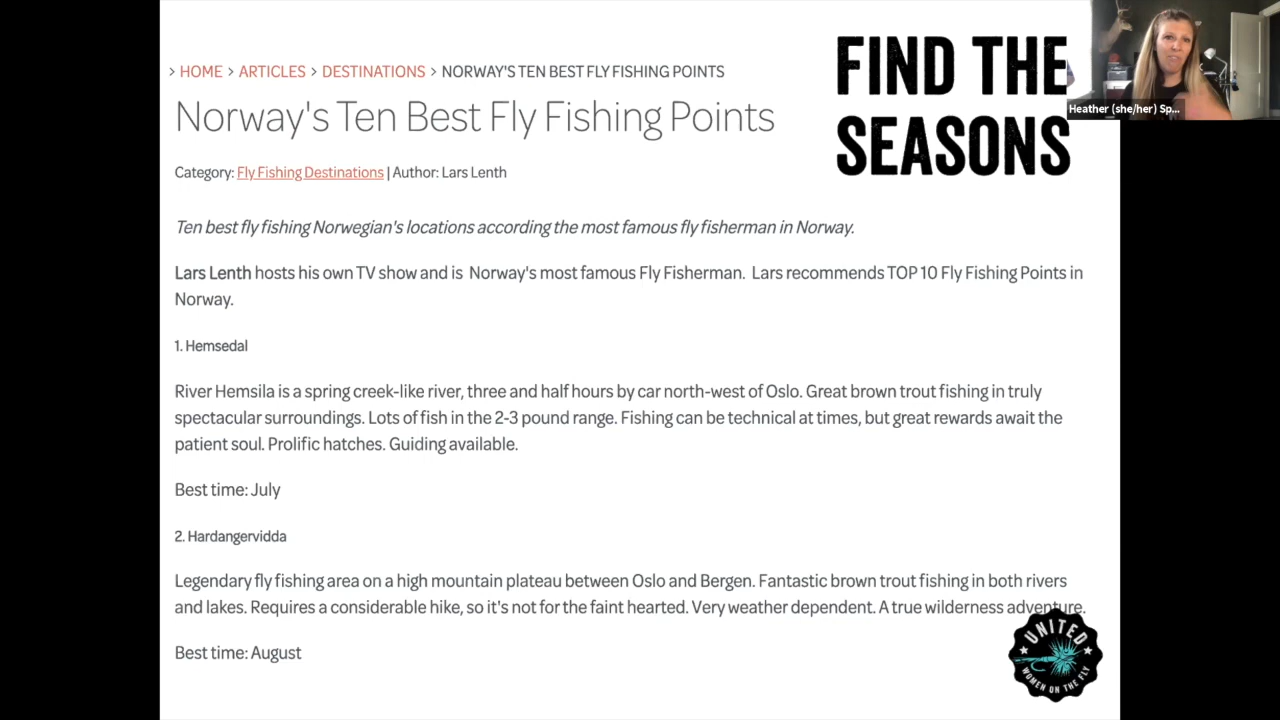 > HOME > ARTICLES > DESTINATIONS > NORWAY'S TEN BEST FLY FISHING POINTS
FIND THE
SEASONS
Heather (she/her) Sp...
Norway's Ten Best Fly Fishing Points
Category: Fly Fishing Destinations | Author: Lars Lenth
Ten best fly fishing Norwegian's locations according the most famous fly fisherman in Norway.
Lars Lenth hosts his own TV show and is Norway's most famous Fly Fisherman. Lars recommends TOP 10 Fly Fishing Points in
Norway.
1. Hemsedal
River Hemsila is a spring creek-like river, three and half hours by car north-west of Oslo. Great brown trout fishing in truly
spectacular surroundings. Lots of fish in the 2-3 pound range. Fishing can be technical at times, but great rewards await the
patient soul. Prolific hatches. Guiding available.
Best time: July
2. Hardangervidda
Legendary fly fishing area on a high mountain plateau between Oslo and Bergen. Fantastic brown trout fishing in both rivers
and lakes. Requires a considerable hike, so it's not for the faint hearted. Very weather dependent. A true wilderness adventure.
Best time: August
UNITED
WOMEN ON THE FLY